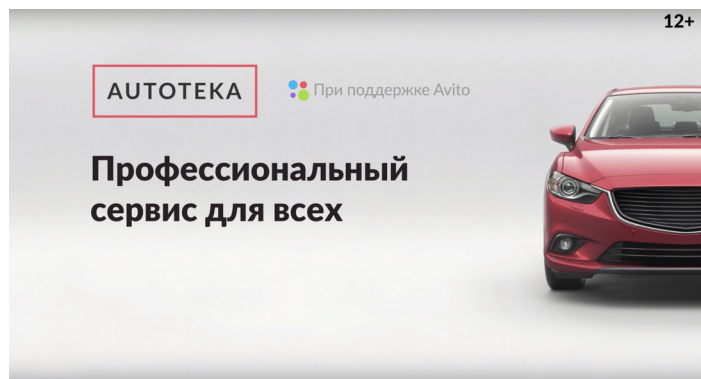 12+
AUTOTEKA
При поддержке Avito
Профессиональный
сервис для всех